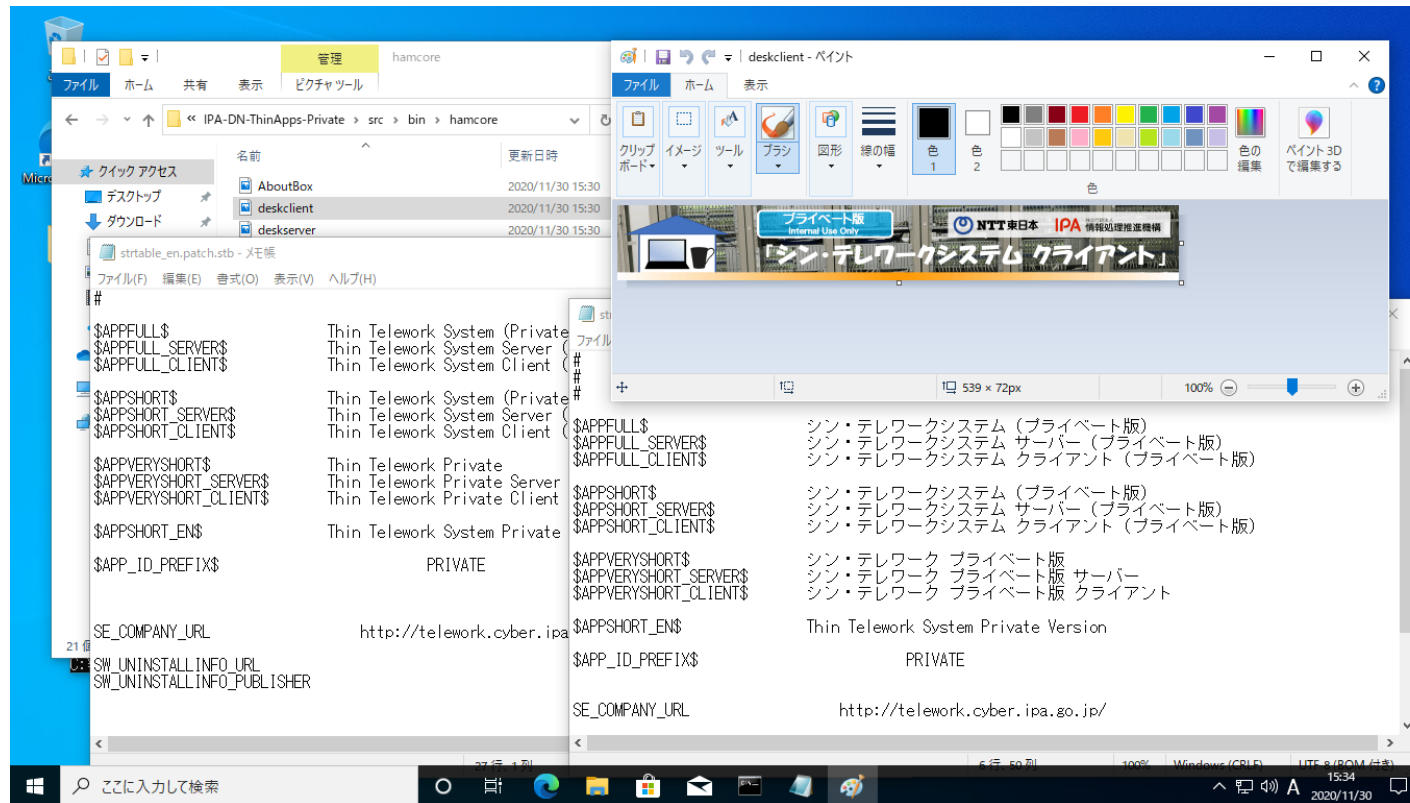 管理
hamcore
ファイル
ホーム
共有
表示
ピクチャ ツール
« IPA-DN-ThinApps-Private › src › bin › hamcore
名前
更新日時
クイック アクセス
デスクトップ
ダウンロード
AboutBox 2020/11/30 15:30
deskclient 2020/11/30 15:30
deskserver 2020/11/30 15:30
21 個
strtable_en.patch.stb - メモ帳
ファイル(F) 編集(E) 書式(O) 表示(V) ヘルプ(H)
#
$APPFULL$ Thin Telework System (Private
$APPFULL_SERVER$ Thin Telework System Server (
$APPFULL_CLIENT$ Thin Telework System Client (
$APPSHORT$ Thin Telework System (Private
$APPSHORT_SERVER$ Thin Telework System Server (
$APPSHORT_CLIENT$ Thin Telework System Client (
$APPVERYSHORT$ Thin Telework Private
$APPVERYSHORT_SERVER$ Thin Telework Private Server
$APPVERYSHORT_CLIENT$ Thin Telework Private Client
$APPSHORT_EN$ Thin Telework System Private
$APP_ID_PREFIX$ PRIVATE
SE_COMPANY_URL http://telework.cyber.ipa
SW_UNINSTALLINFO_URL
SW_UNINSTALLINFO_PUBLISHER
27 行、1 列
deskclient - ペイント
ファイル
ホーム
表示
クリップボード
イメージ
ツール
ブラシ
図形
線の幅
色 1
色 2
色の編集
ペイント 3D で編集する
色
プライベート版
Internal Use Only
NTT東日本
IPA
情報処理推進機構
「シン・テレワークシステム クライアント」
539 × 72px
100%
ファイル
#
#
#
$APPFULL$ シン・テレワークシステム (プライベート版)
$APPFULL_SERVER$ シン・テレワークシステム サーバー (プライベート版)
$APPFULL_CLIENT$ シン・テレワークシステム クライアント (プライベート版)
$APPSHORT$ シン・テレワークシステム (プライベート版)
$APPSHORT_SERVER$ シン・テレワークシステム サーバー (プライベート版)
$APPSHORT_CLIENT$ シン・テレワークシステム クライアント (プライベート版)
$APPVERYSHORT$ シン・テレワーク プライベート版
$APPVERYSHORT_SERVER$ シン・テレワーク プライベート版 サーバー
$APPVERYSHORT_CLIENT$ シン・テレワーク プライベート版 クライアント
$APPSHORT_EN$ Thin Telework System Private Version
$APP_ID_PREFIX$ PRIVATE
SE_COMPANY_URL http://telework.cyber.ipa.go.jp/
6 行、50 列
100%
Windows (CRLF)
UTF-8 (BOM 付き)
ここに入力して検索
A
15:34
2020/11/30